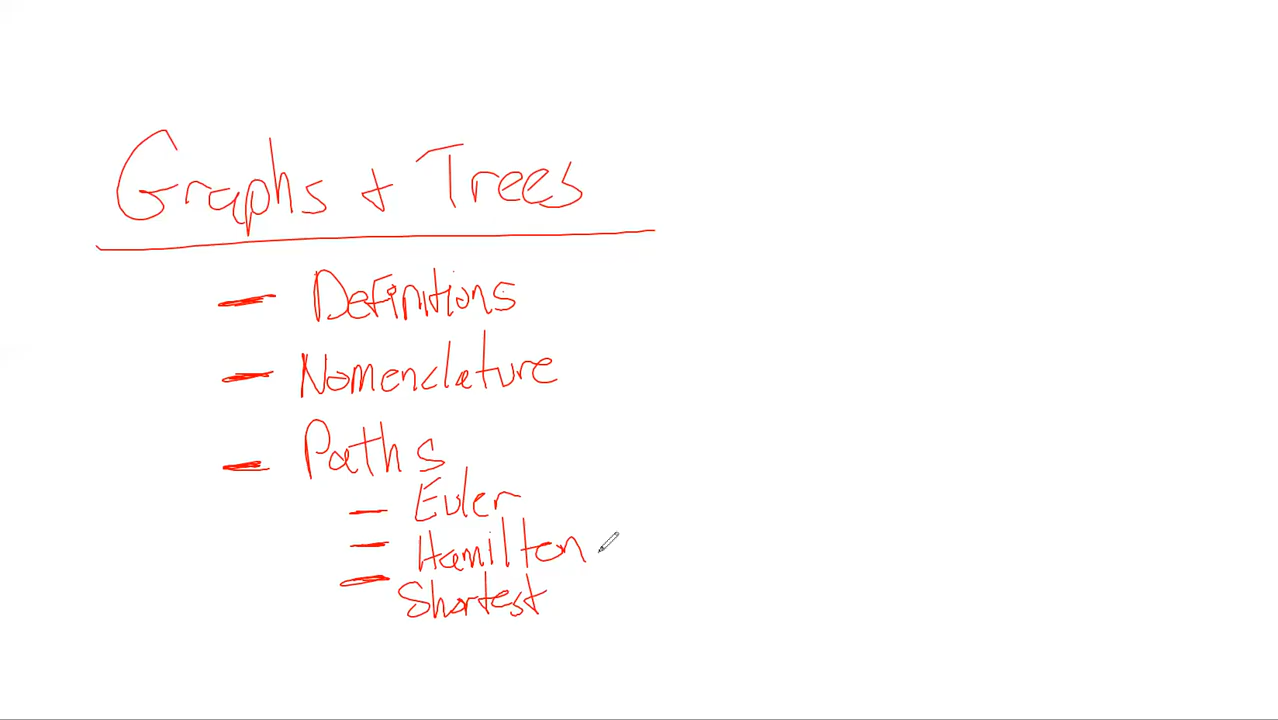 Graphs + Trees
- Definitions
- Nomenclature
- Paths
- Euler
- Hamilton
- Shortest